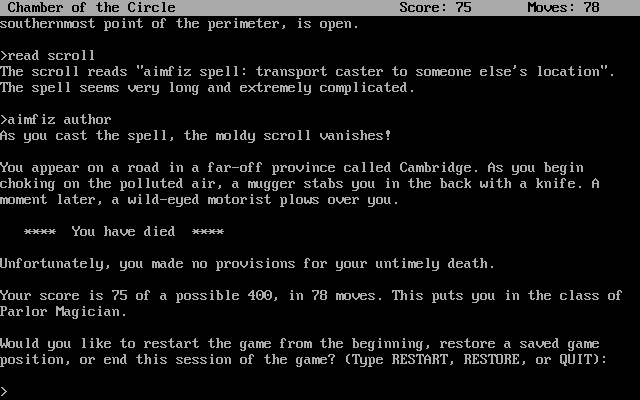 Chamber of the Circle Score: 75 Moves: 78
southernmost point of the perimeter, is open.
>read scroll
The scroll reads "aimfiz spell: transport caster to someone else's location".
The spell seems very long and extremely complicated.
>aimfiz author
As you cast the spell, the moldy scroll vanishes!
You appear on a road in a far-off province called Cambridge. As you begin
choking on the polluted air, a mugger stabs you in the back with a knife. A
moment later, a wild-eyed motorist plows over you.
**** You have died ****
Unfortunately, you made no provisions for your untimely death.
Your score is 75 of a possible 400, in 78 moves. This puts you in the class of
Parlor Magician.
Would you like to restart the game from the beginning, restore a saved game
position, or end this session of the game? (Type RESTART, RESTORE, or QUIT):
>